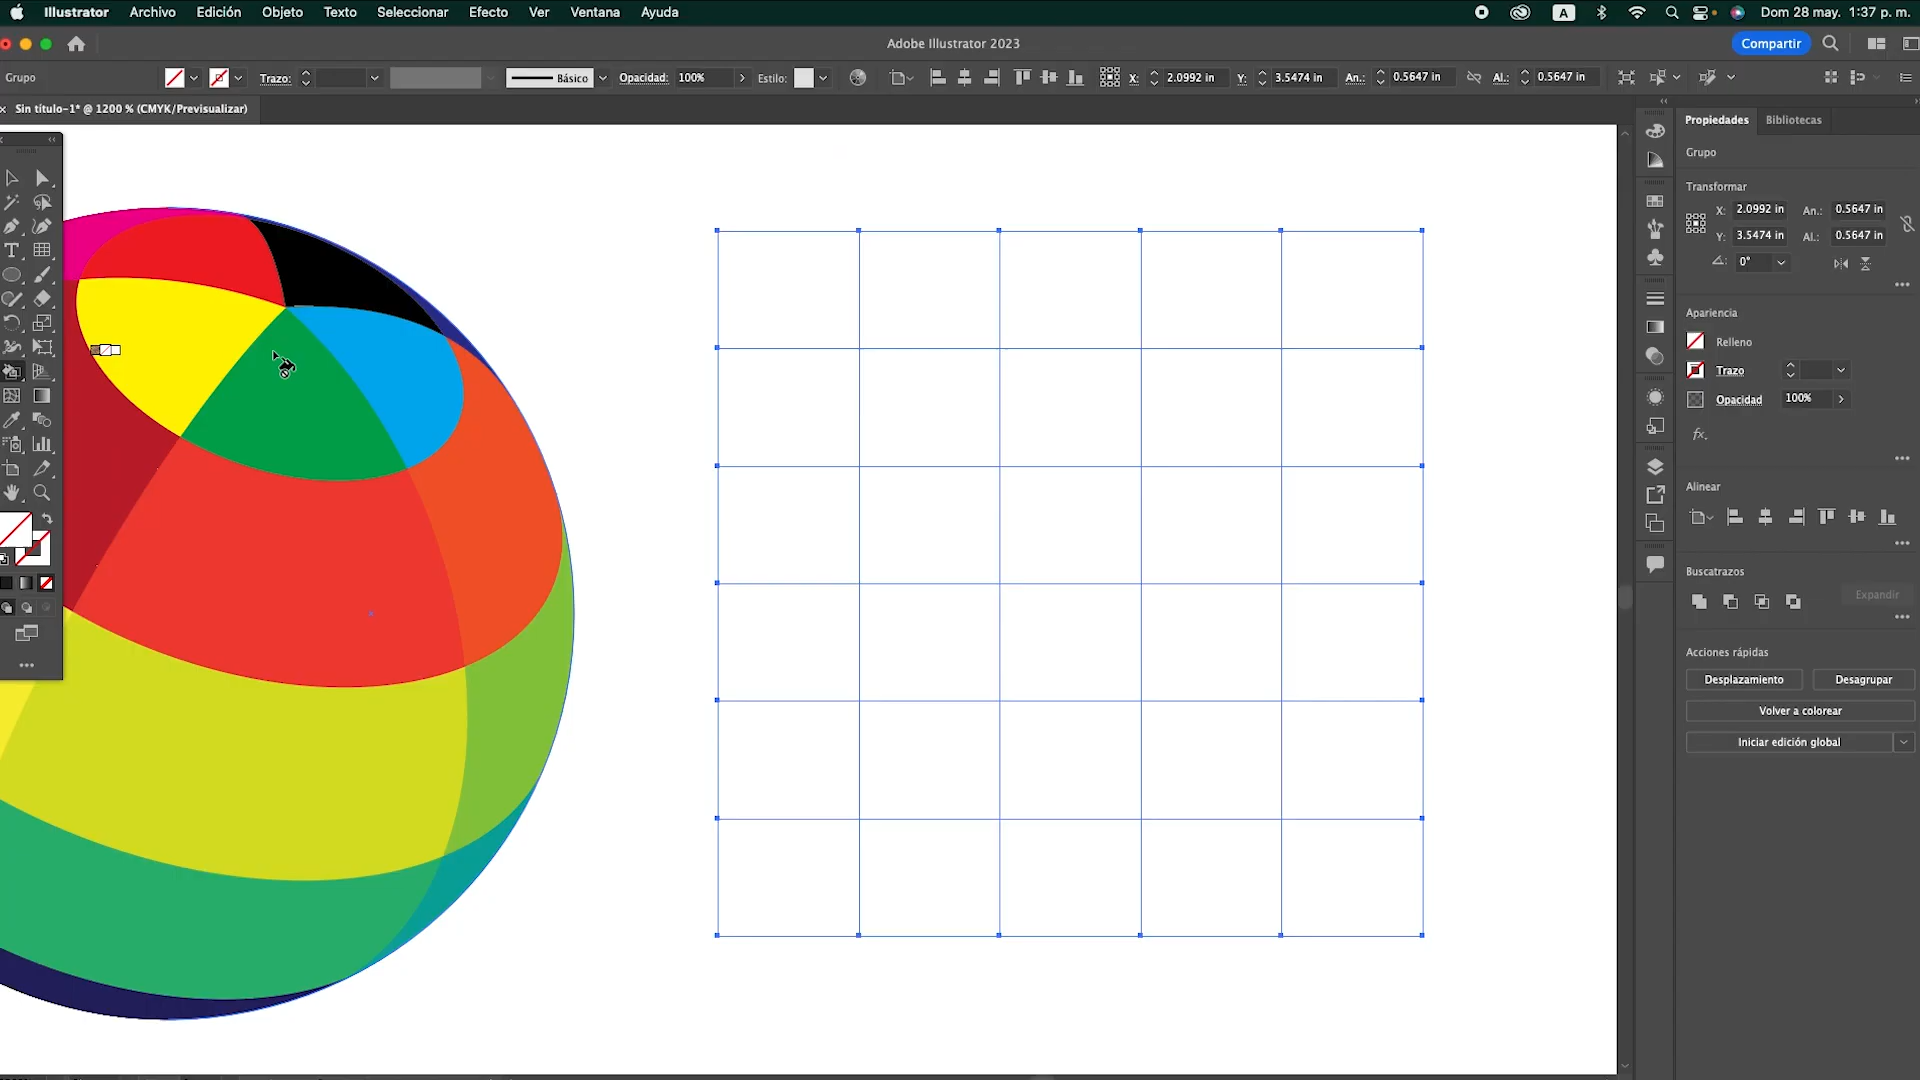 Illustrator Archivo Edición Objeto Texto Seleccionar Efecto Ver Ventana Ayuda A Dom 28 may. 1:37 p. m.
Adobe Illustrator 2023 Compartir
Grupo Trazo: Básico Opacidad: 100% Estilo: X: 2.0992 in Y: 3.5474 in An.: 0.5647 in Al.: 0.5647 in
Sin título-1* @ 1200 % (CMYK/Previsualizar)
Propiedades Bibliotecas
Grupo
Transformar
X: 2.0992 in An.: 0.5647 in
Y: 3.5474 in Al.: 0.5647 in
0°
Apariencia
Relleno
Trazo
Opacidad 100%
fx.
Alinear
Buscatrazos
Expandir
Acciones rápidas
Desplazamiento Desagrupar
Volver a colorear
Iniciar edición global